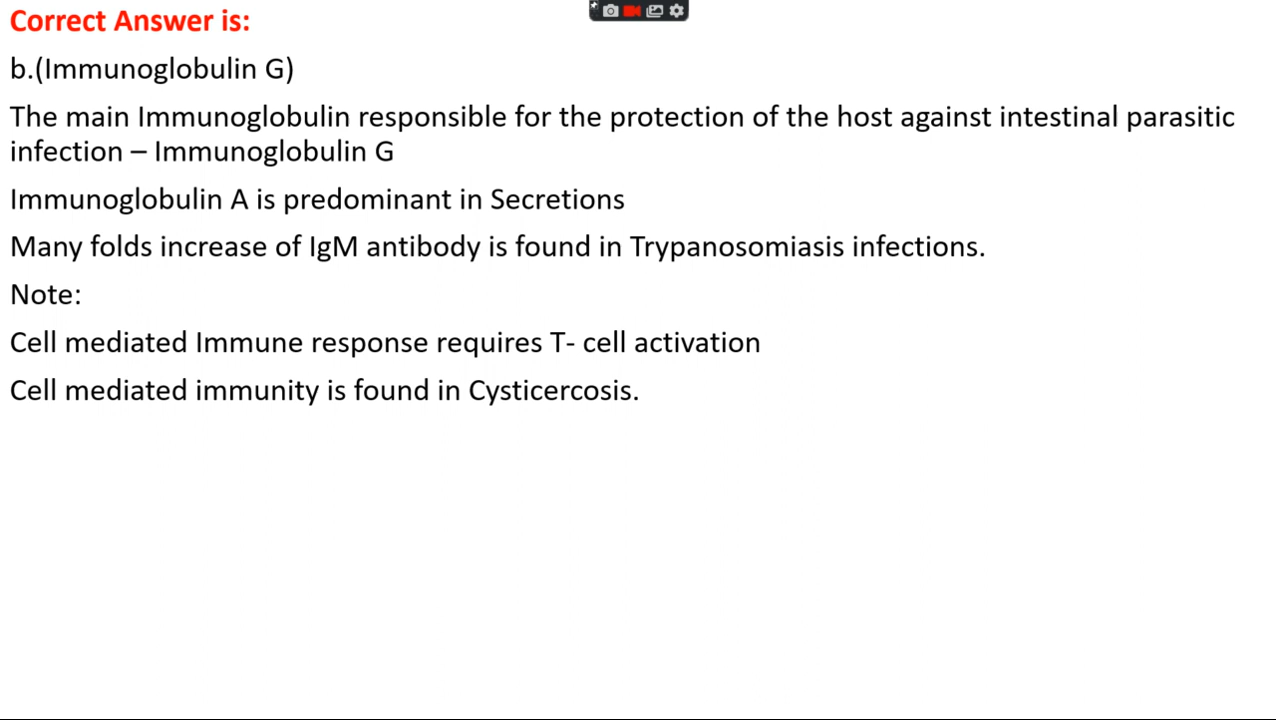 Correct Answer is:
b.(Immunoglobulin G)
The main Immunoglobulin responsible for the protection of the host against intestinal parasitic
infection – Immunoglobulin G
Immunoglobulin A is predominant in Secretions
Many folds increase of IgM antibody is found in Trypanosomiasis infections.
Note:
Cell mediated Immune response requires T- cell activation
Cell mediated immunity is found in Cysticercosis.